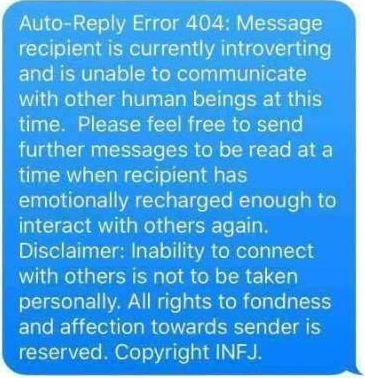 Auto-Reply Error 404: Message
recipient is currently introverting
and is unable to communicate
with other human beings at this
time.  Please feel free to send
further messages to be read at a
time when recipient has
emotionally recharged enough to
interact with others again.
Disclaimer: Inability to connect
with others is not to be taken
personally. All rights to fondness
and affection towards sender is
reserved. Copyright INFJ.